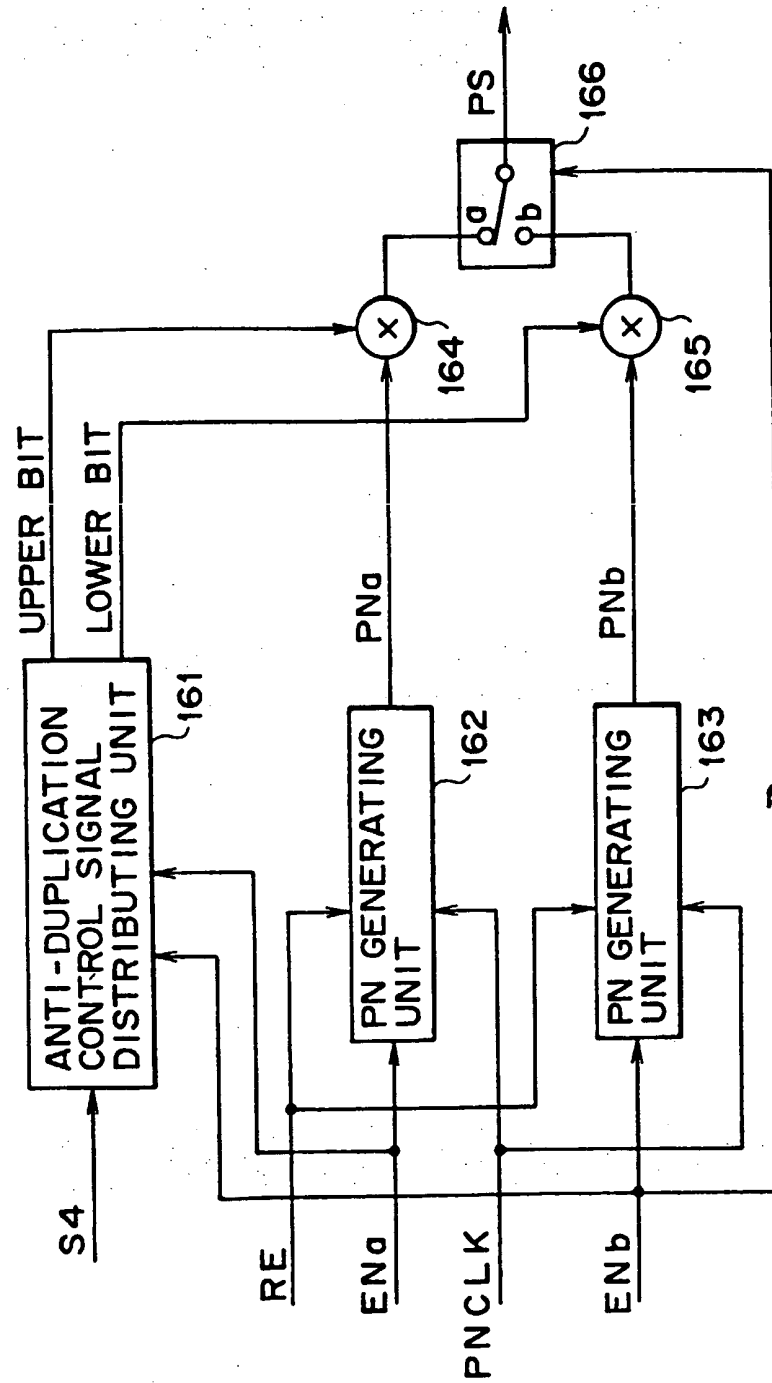 S4
ANTI-DUPLICATION
CONTROL SIGNAL
DISTRIBUTING UNIT
161
UPPER BIT
LOWER BIT
RE
ENa
PN GENERATING
UNIT
162
PNa
164
a
b
PS
166
PNCLK
ENb
PN GENERATING
UNIT
163
PNb
165